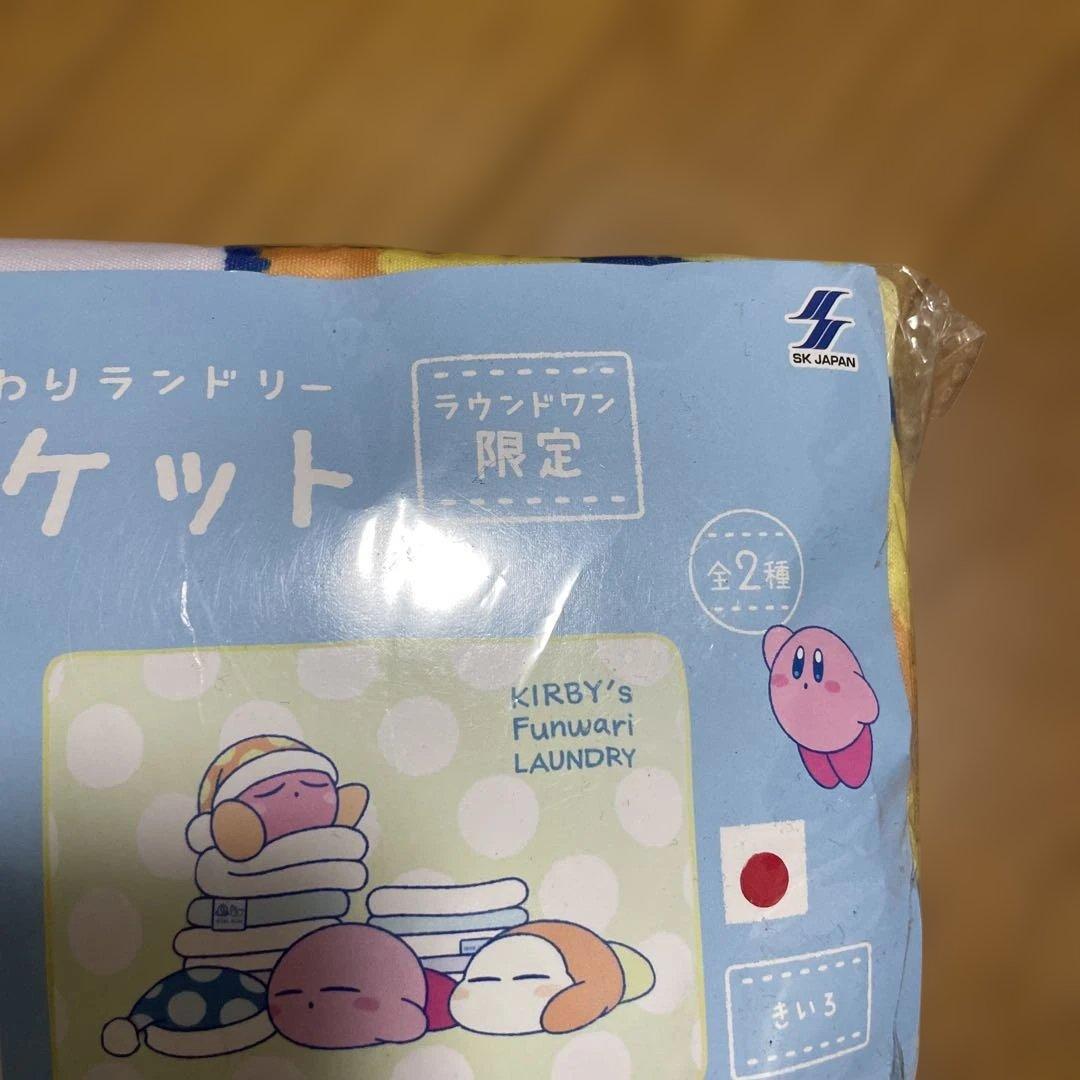 SK JAPAN
わりランドリー
ケット
ラウンドワン
限定
全2種
KIRBY's
Funwari
LAUNDRY
きいろ